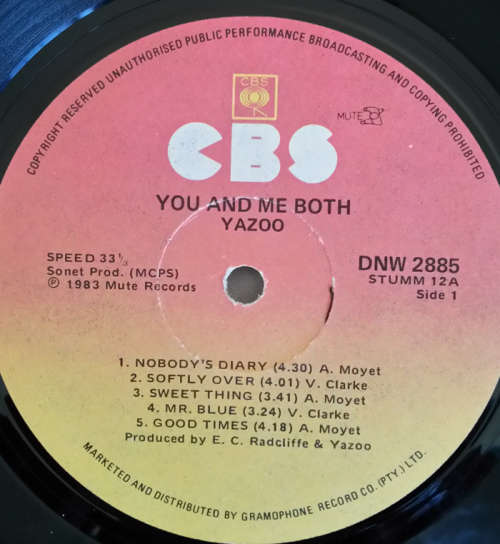 COPYRIGHT RESERVED UNAUTHORISED PUBLIC PERFORMANCE BROADCASTING AND COPYING PROHIBITED
CBS
MUTE
CBS
YOU AND ME BOTH
YAZOO
SPEED 33⅓
Sonet Prod. (MCPS)
℗ 1983 Mute Records
DNW 2885
STUMM 12A
Side 1
1. NOBODY'S DIARY (4.30) A. Moyet
2. SOFTLY OVER (4.01) V. Clarke
3. SWEET THING (3.41) A. Moyet
4. MR. BLUE (3.24) V. Clarke
5. GOOD TIMES (4.18) A. Moyet
Produced by E. C. Radcliffe & Yazoo
MARKETED AND DISTRIBUTED BY GRAMOPHONE RECORD CO. (PTY.) LTD.